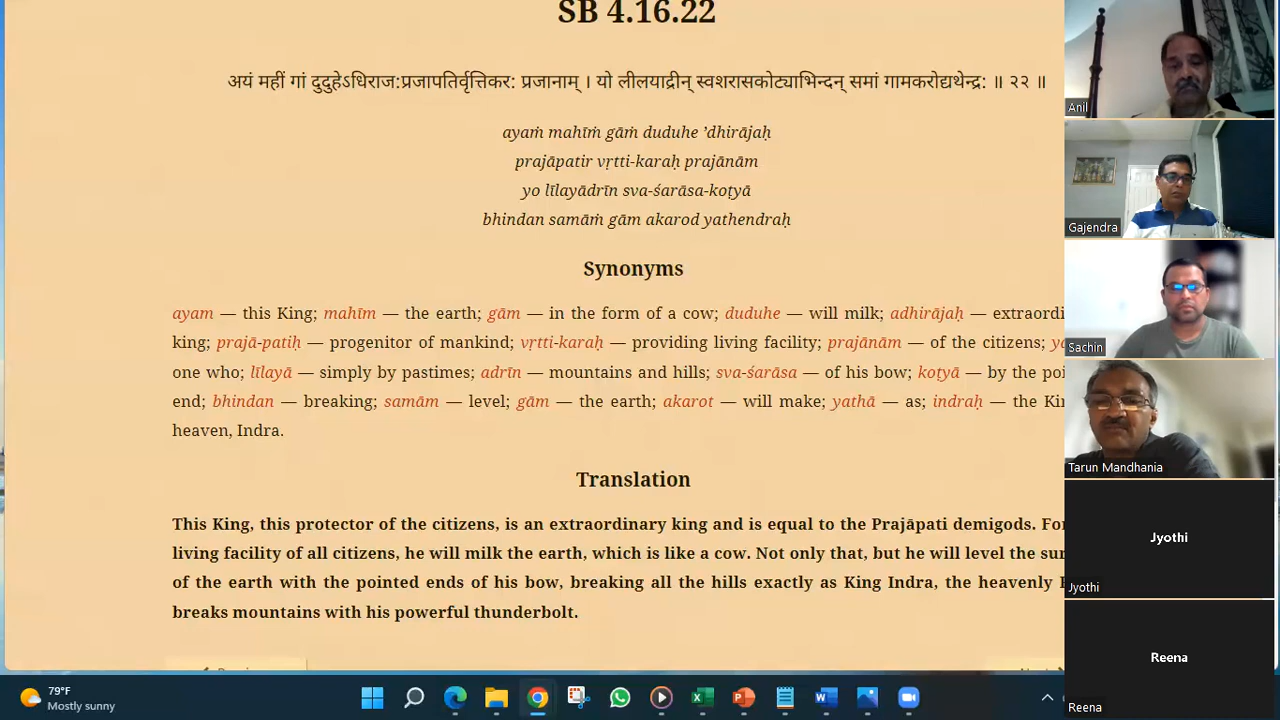 SB 4.16.22
अयं महीं गां दुदुहेऽधिराज:प्रजापतिर्वृत्तिकर: प्रजानाम् । यो लीलयाद्रीन् स्वशरासकोट्याभिन्दन् समां गामकरोद्यथेन्द्र: ॥ २२ ॥
ayaṁ mahīṁ gāṁ duduhe ’dhirājaḥ
prajāpatir vṛtti-karaḥ prajānām
yo līlayādrīn sva-śarāsa-koṭyā
bhindan samāṁ gām akarod yathendraḥ
Synonyms
ayam — this King; mahīm — the earth; gām — in the form of a cow; duduhe — will milk; adhirājaḥ —
king; prajā-patiḥ — progenitor of mankind; vṛtti-karaḥ — providing living facility; prajānām — of the citizens;
one who; līlayā — simply by pastimes; adrīn — mountains and hills; sva-śarāsa — of his bow; koṭyā — by the
end; bhindan — breaking; samām — level; gām — the earth; akarot — will make; yathā — as; indraḥ — the
heaven, Indra.
Translation
This King, this protector of the citizens, is an extraordinary king and is equal to the Prajāpati demigods.
living facility of all citizens, he will milk the earth, which is like a cow. Not only that, but he will level the
of the earth with the pointed ends of his bow, breaking all the hills exactly as King Indra, the heavenly
breaks mountains with his powerful thunderbolt.
Anil
Gajendra
Sachin
Tarun Mandhania
Jyothi
Jyothi
Reena
Reena
79°F
Mostly sunny